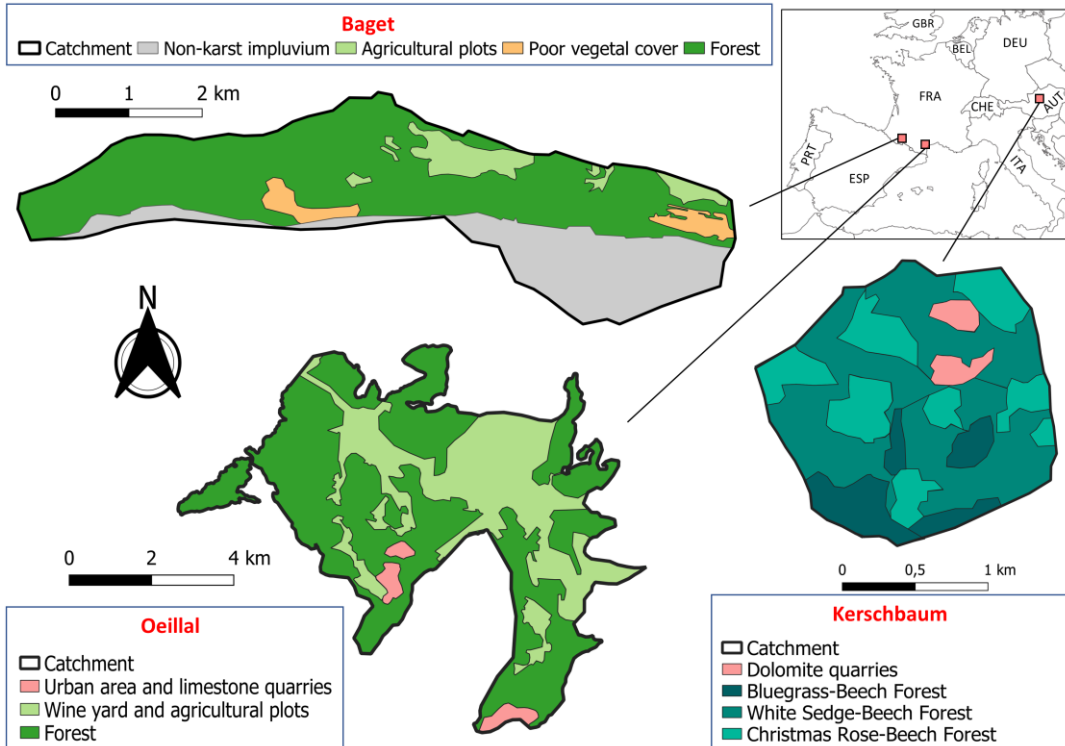 Baget
Catchment Non-karst impluvium Agricultural plots Poor vegetal cover Forest
0 1 2 km
GBR
BEL
DEU
FRA
CHE
AUT
PRT
ESP
ITA
N
0 2 4 km
0 0,5 1 km
Oeillal
Catchment
Urban area and limestone quarries
Wine yard and agricultural plots
Forest
Kerschbaum
Catchment
Dolomite quarries
Bluegrass-Beech Forest
White Sedge-Beech Forest
Christmas Rose-Beech Forest